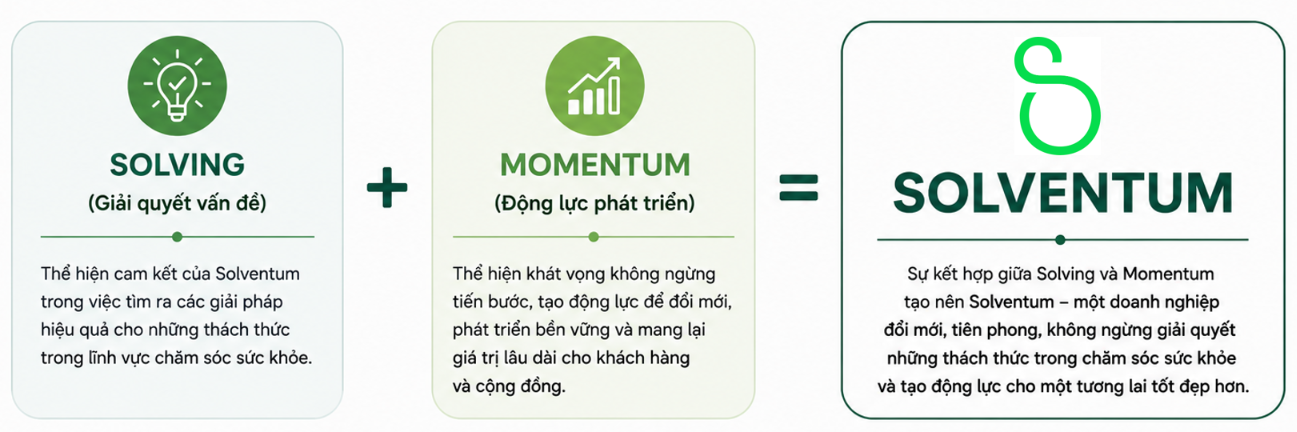 SOLVING
(Giải quyết vấn đề)
Thể hiện cam kết của Solventum
trong việc tìm ra các giải pháp
hiệu quả cho những thách thức
trong lĩnh vực chăm sóc sức khỏe.
+
MOMENTUM
(Động lực phát triển)
Thể hiện khát vọng không ngừng
tiến bước, tạo động lực để đổi mới,
phát triển bền vững và mang lại
giá trị lâu dài cho khách hàng
và cộng đồng.
=
SOLVENTUM
Sự kết hợp giữa Solving và Momentum
tạo nên Solventum – một doanh nghiệp
đổi mới, tiên phong, không ngừng giải quyết
những thách thức trong chăm sóc sức khỏe
và tạo động lực cho một tương lai tốt đẹp hơn.